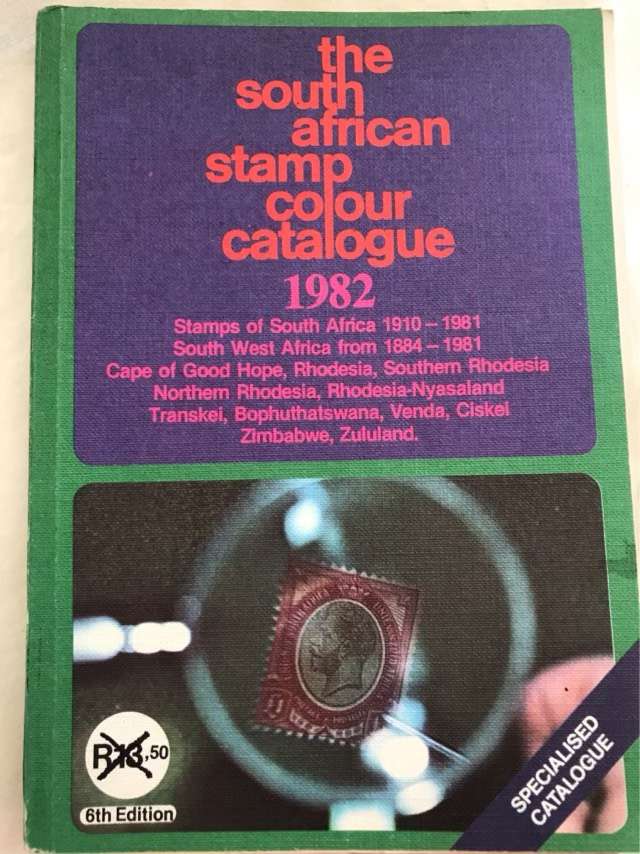 the
south
african
stamp
colour
catalogue
1982
Stamps of South Africa 1910 – 1981
South West Africa from 1884 – 1981
Cape of Good Hope, Rhodesia, Southern Rhodesia
Northern Rhodesia, Rhodesia-Nyasaland
Transkei, Bophuthatswana, Venda, Ciskei
Zimbabwe, Zululand.
R13,50
6th Edition
SPECIALISED
CATALOGUE